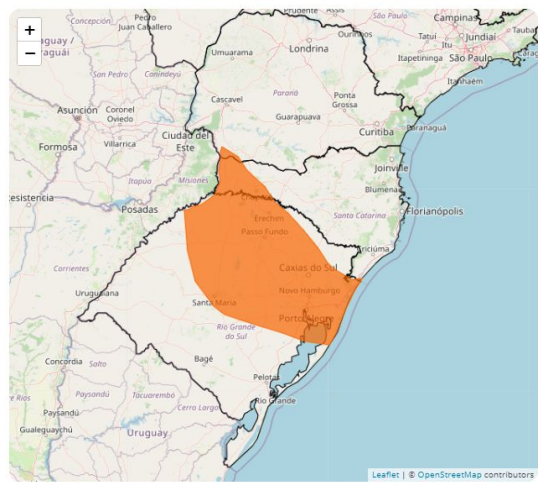 +
−
Pedro
Juan Caballero
Prudente
Assis
São Paulo
Campinas
Ourinhos
Tatuí
Jundiaí
Tauba
Londrina
Itu
Itapetininga
São Paulo
Umuarama
Itanhaém
San Pedro
Canindeyú
Paraná
Cascavel
Ponta
Grossa
Asunción
Coronel
Oviedo
Guarapuava
Curitiba
Paranaguá
Ciudad del
Este
Villarrica
Formosa
Joinville
Itapúa
Misiones
Blumenau
Resistencia
Posadas
Santa Catarina
Florianópolis
Erechim
Passo Fundo
Criciúma
Corrientes
Caxias do Sul
Novo Hamburgo
Uruguaiana
Santa Maria
Porto Alegre
Rio Grande
do Sul
Bagé
Concordia
Salto
Pelotas
Rio Grande
Paysandú
Tacuarembó
Cerro Largo
Paysandú
Gualeguaychú
Uruguay
Leaflet | © OpenStreetMap contributors